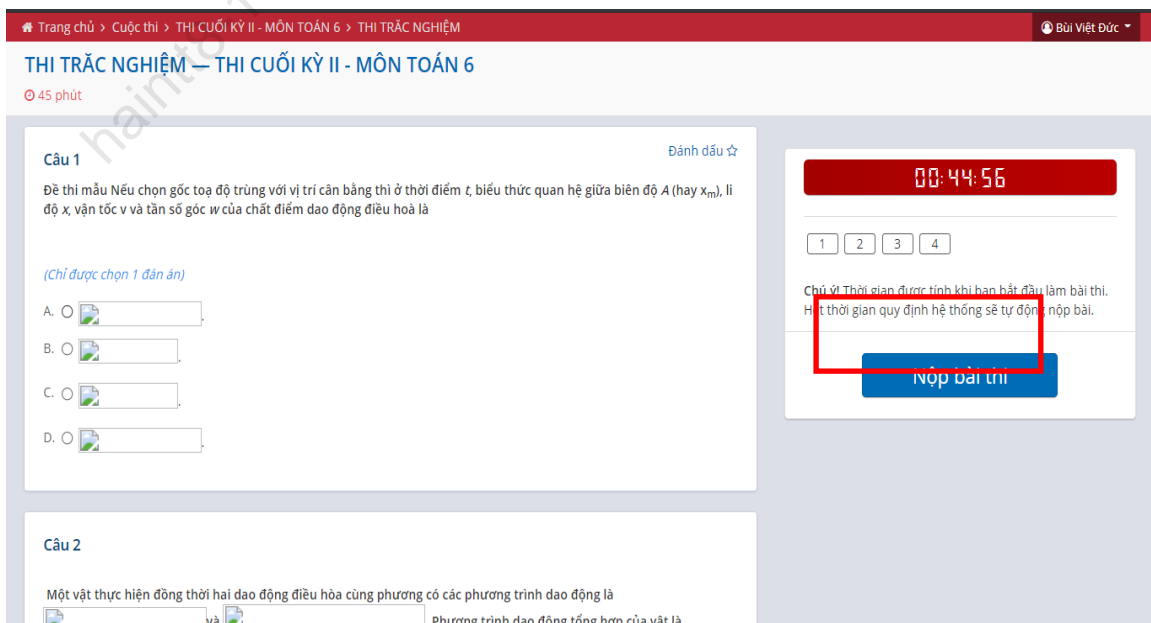 Trang chủ > Cuộc thi > THI CUỐI KỲ II - MÔN TOÁN 6 > THI TRẮC NGHIỆM
Bùi Việt Đức
THI TRĂC NGHIỆM — THI CUỐI KỲ II - MÔN TOÁN 6
45 phút
Câu 1
Đánh dấu
Đề thi mẫu Nếu chọn gốc toạ độ trùng với vị trí cân bằng thì ở thời điểm t, biểu thức quan hệ giữa biên độ A (hay xm), li
độ x, vận tốc v và tần số góc w của chất điểm dao động điều hoà là
(Chỉ được chọn 1 đán án)
A. .
B. .
C. .
D. .
00:44:56
1 2 3 4
Chú ý! Thời gian được tính khi bạn bắt đầu làm bài thi.
Hết thời gian quy định hệ thống sẽ tự động nộp bài.
Nộp bài thi
Câu 2
Một vật thực hiện đồng thời hai dao động điều hòa cùng phương có các phương trình dao động là
và . Phương trình dao động tổng hợp của vật là